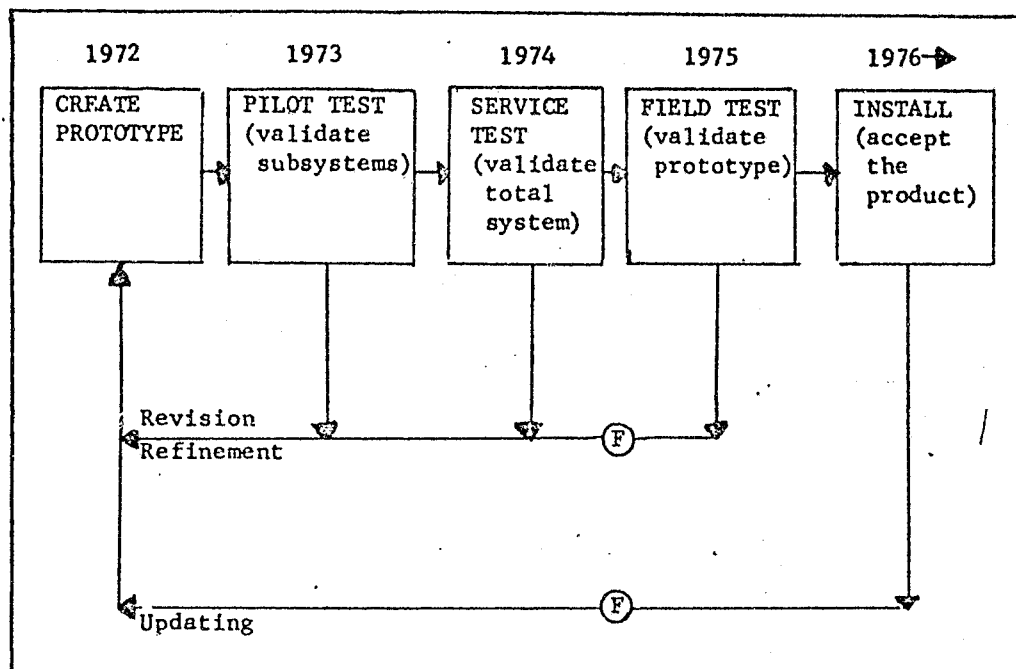 1972
1973
1974
1975
1976
CREATE
PROTOTYPE
PILOT TEST
(validate
subsystems)
SERVICE
TEST
(validate
total
system)
FIELD TEST
(validate
prototype)
INSTALL
(accept
the
product)
Revision
Refinement
F
Updating
F